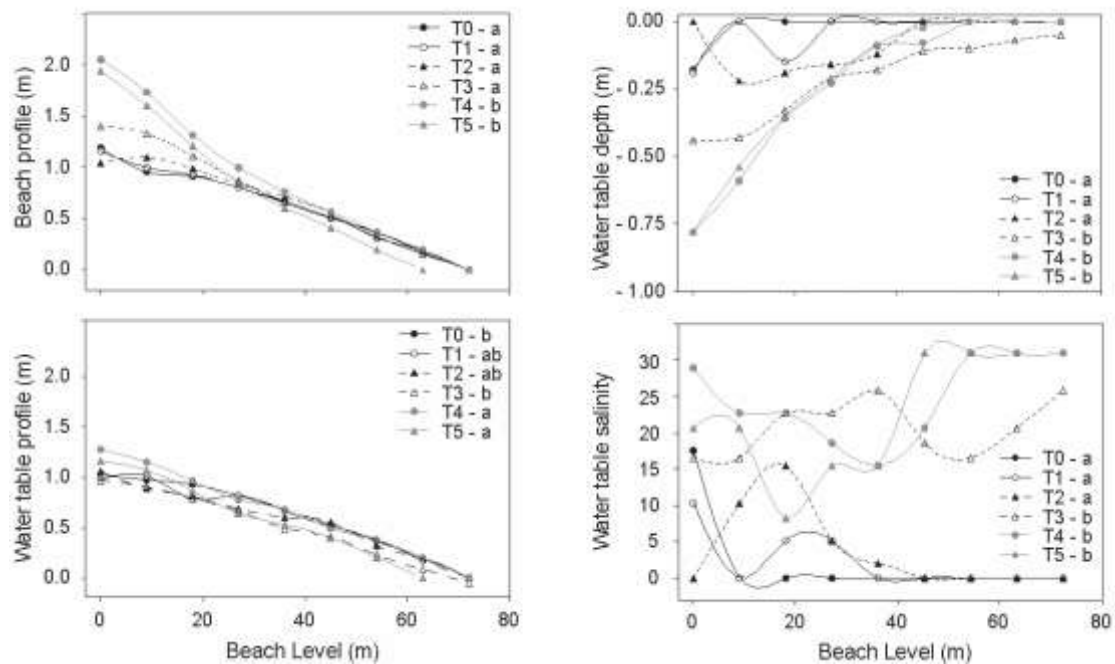 Beach profile (m)
2.0
1.5
1.0
0.5
0.0
T0 - a
T1 - a
T2 - a
T3 - a
T4 - b
T5 - b
Water table depth (m)
0.00
-0.25
-0.50
-0.75
- 1.00
T0 - a
T1 - a
T2 - a
T3 - b
T4 - b
T5 - b
Water table profile (m)
2.0
1.5
1.0
0.5
0.0
T0 - b
T1 - ab
T2 - ab
T3 - b
T4 - a
T5 - a
0 20 40 60 80
Beach Level (m)
Water table salinity
30
25
20
15
10
5
0
T0 - a
T1 - a
T2 - a
T3 - b
T4 - b
T5 - b
0 20 40 60 80
Beach Level (m)